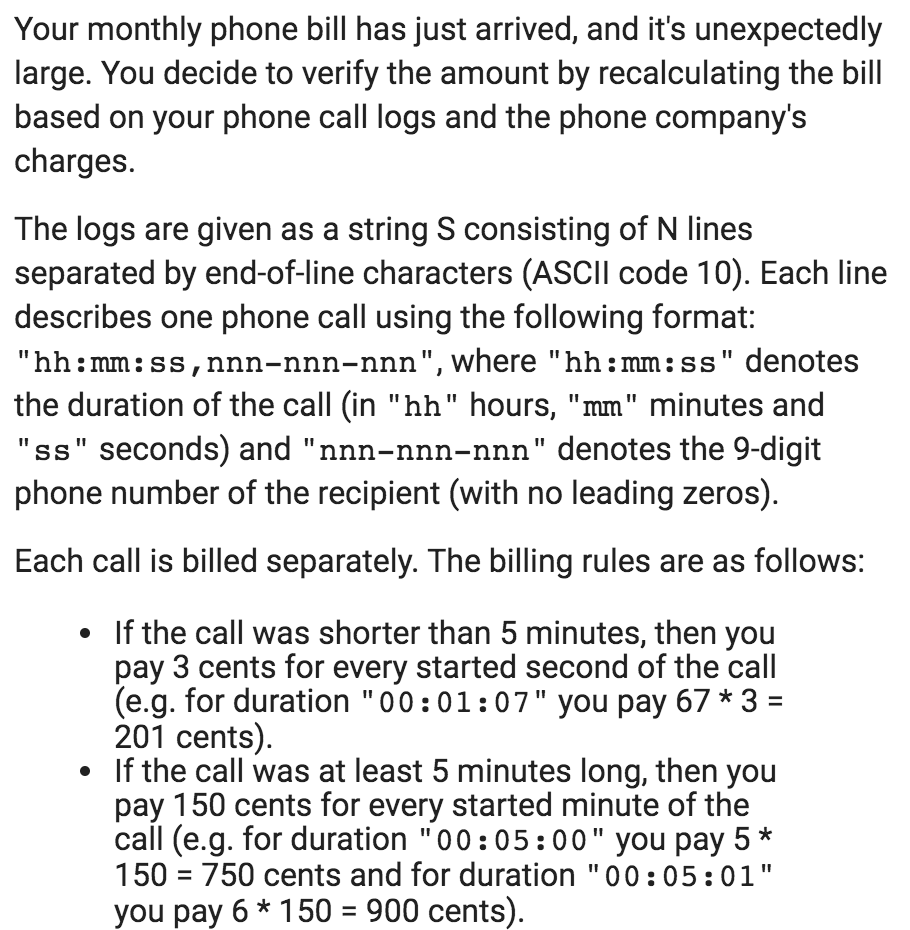 Your monthly phone bill has just arrived, and it's unexpectedly
large. You decide to verify the amount by recalculating the bill
based on your phone call logs and the phone company's
charges.
The logs are given as a string S consisting of N lines
separated by end-of-line characters (ASCII code 10). Each line
describes one phone call using the following format:
"hh:mm:ss,nnn-nnn-nnn", where "hh:mm:ss" denotes
the duration of the call (in "hh" hours, "mm" minutes and
"ss" seconds) and "nnn-nnn-nnn" denotes the 9-digit
phone number of the recipient (with no leading zeros).
Each call is billed separately. The billing rules are as follows:
• If the call was shorter than 5 minutes, then you
pay 3 cents for every started second of the call
(e.g. for duration "00:01:07" you pay 67 * 3 =
201 cents).
• If the call was at least 5 minutes long, then you
pay 150 cents for every started minute of the
call (e.g. for duration "00:05:00" you pay 5 *
150 = 750 cents and for duration "00:05:01"
you pay 6 * 150 = 900 cents).